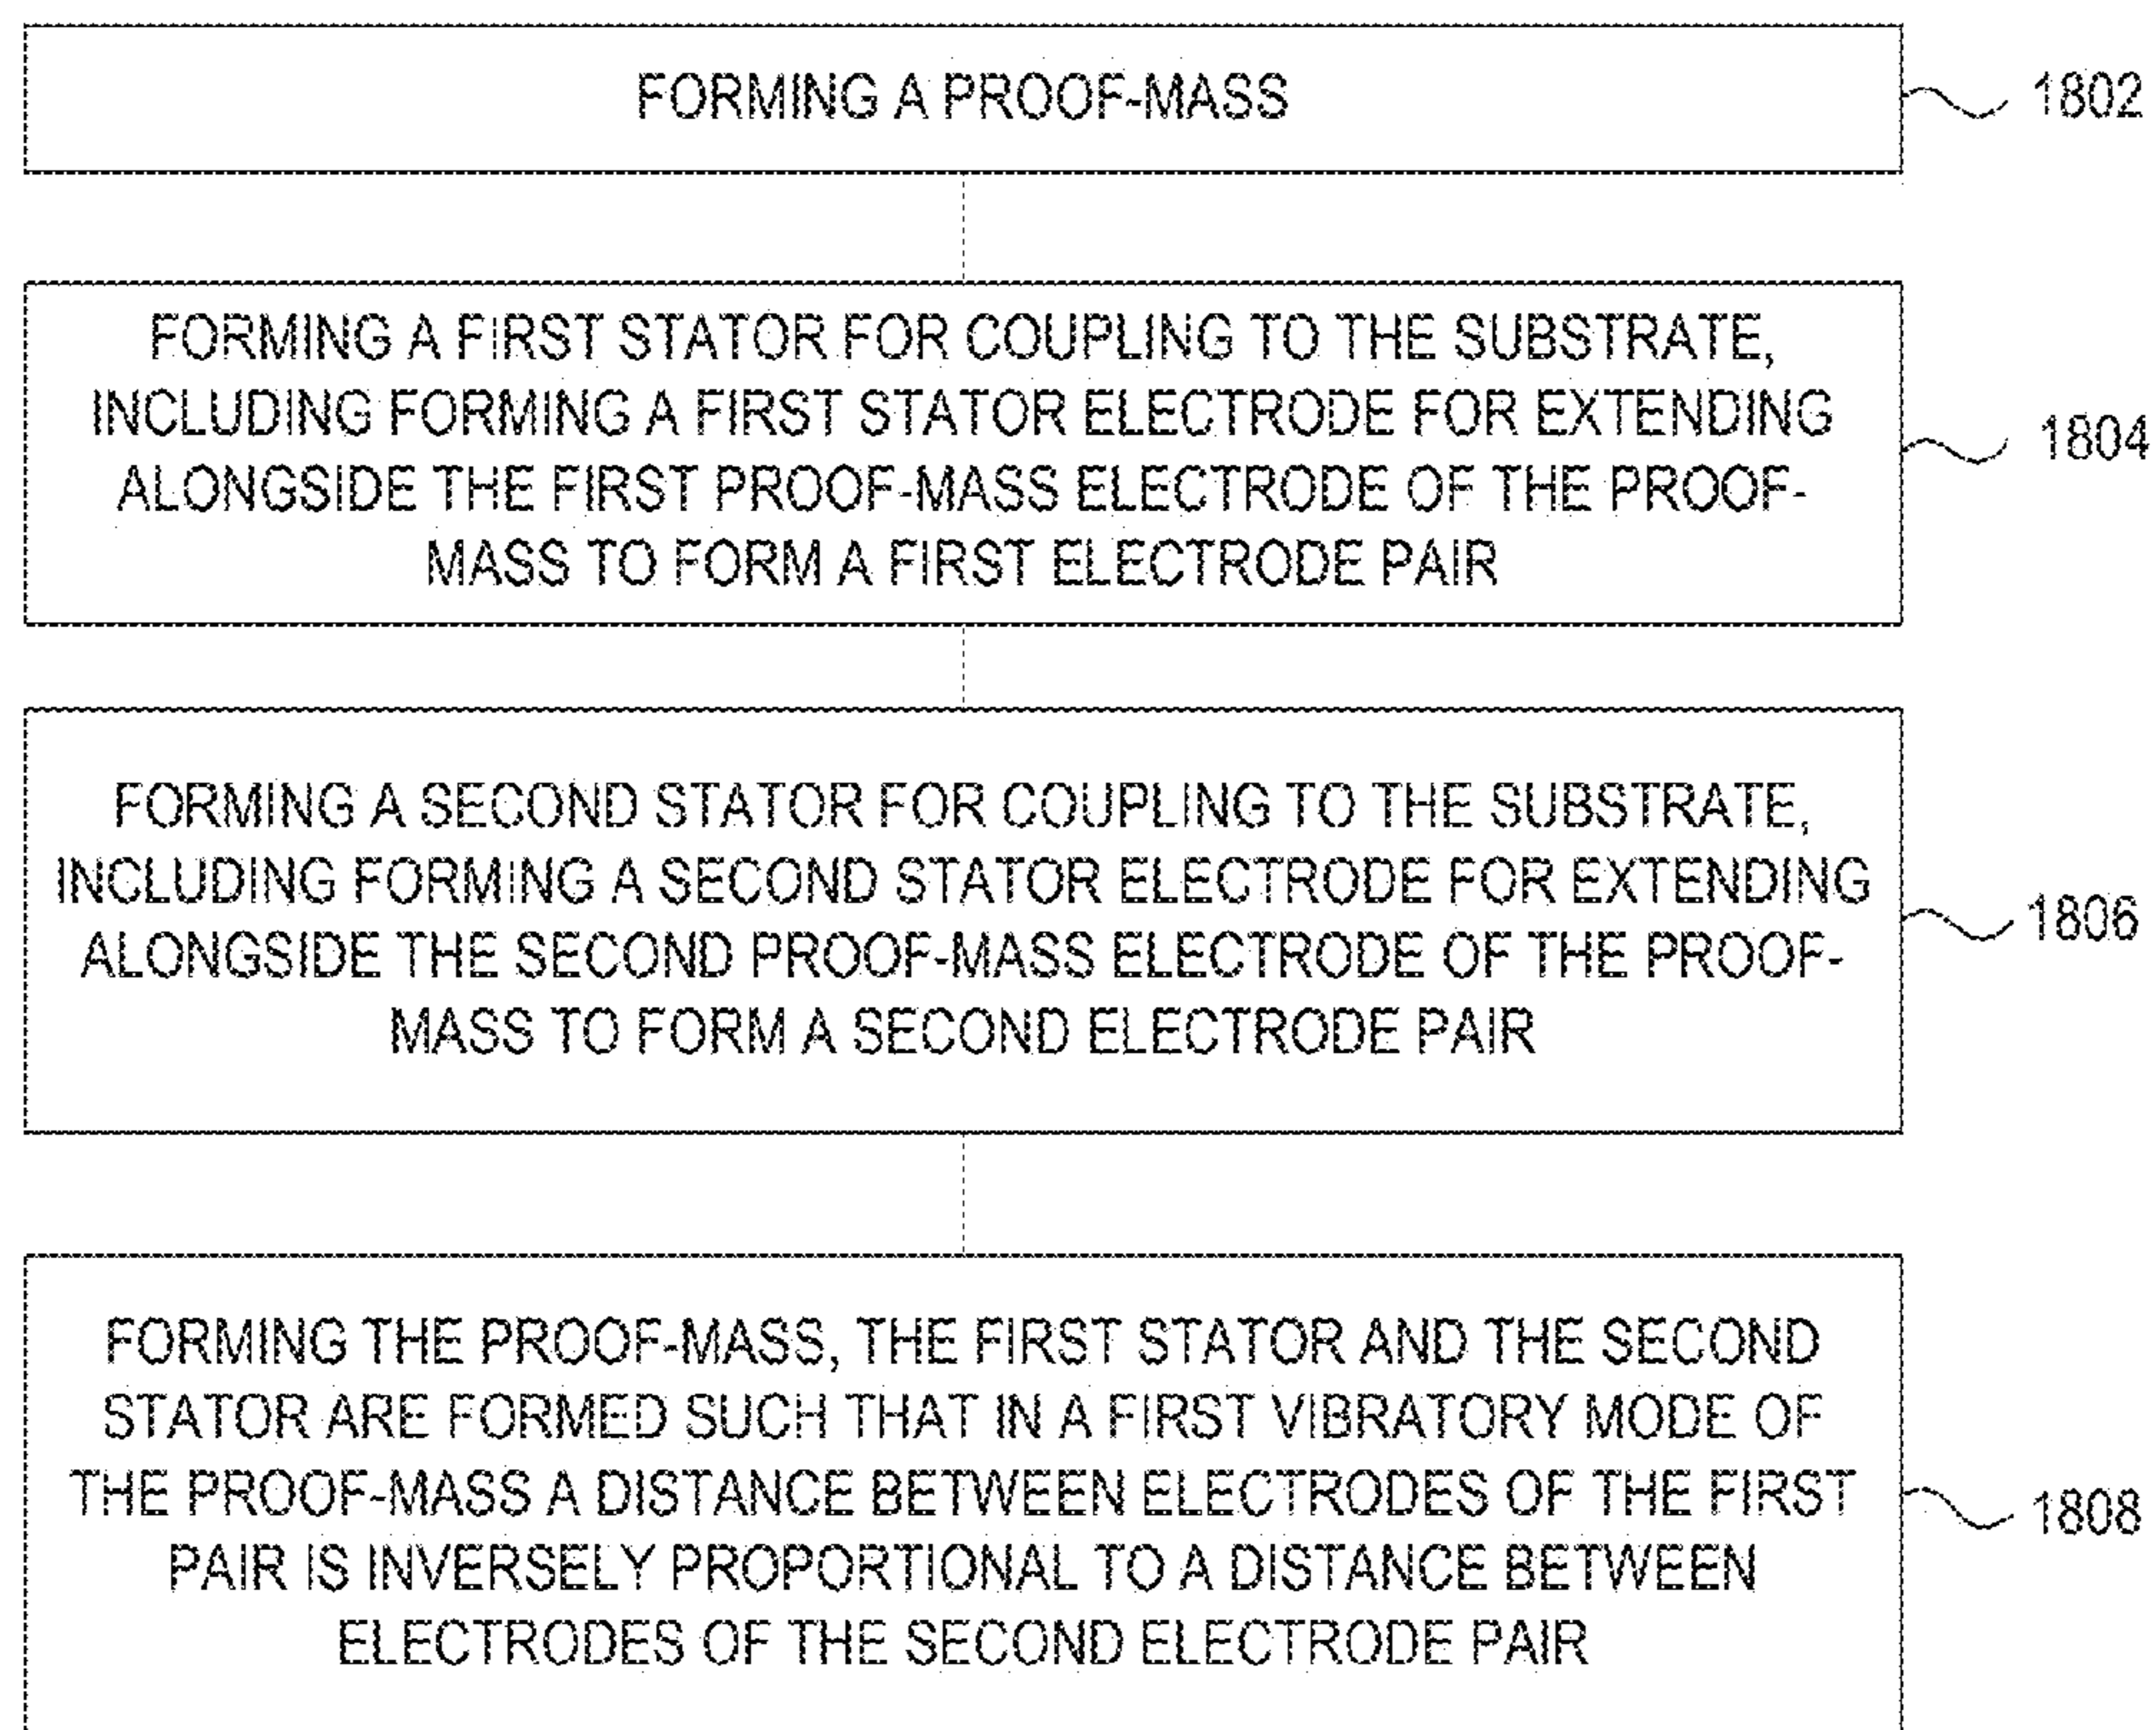 FORMING A PROOF-MASS
1802
FORMING A FIRST STATOR FOR COUPLING TO THE SUBSTRATE,
INCLUDING FORMING A FIRST STATOR ELECTRODE FOR EXTENDING
ALONGSIDE THE FIRST PROOF-MASS ELECTRODE OF THE PROOF-
MASS TO FORM A FIRST ELECTRODE PAIR
1804
FORMING A SECOND STATOR FOR COUPLING TO THE SUBSTRATE,
INCLUDING FORMING A SECOND STATOR ELECTRODE FOR EXTENDING
ALONGSIDE THE SECOND PROOF-MASS ELECTRODE OF THE PROOF-
MASS TO FORM A SECOND ELECTRODE PAIR
1806
FORMING THE PROOF-MASS, THE FIRST STATOR AND THE SECOND
STATOR ARE FORMED SUCH THAT IN A FIRST VIBRATORY MODE OF
THE PROOF-MASS A DISTANCE BETWEEN ELECTRODES OF THE FIRST
PAIR IS INVERSELY PROPORTIONAL TO A DISTANCE BETWEEN
ELECTRODES OF THE SECOND ELECTRODE PAIR
1808